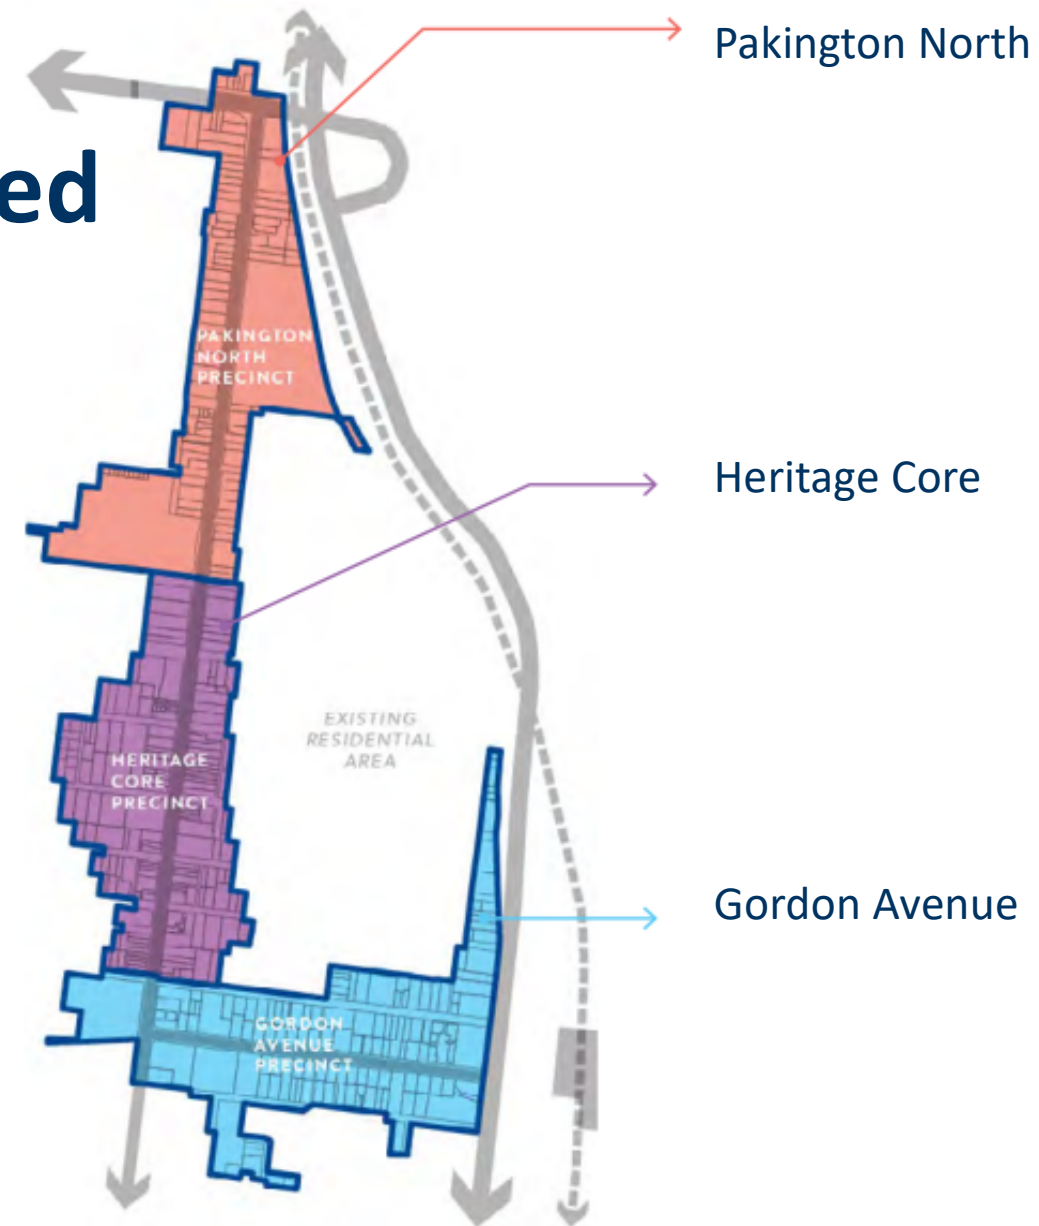 Pakington North
ed
PAKINGTON
NORTH
PRECINCT
Heritage Core
EXISTING
RESIDENTIAL
AREA
HERITAGE
CORE
PRECINCT
Gordon Avenue
GORDON
AVENUE
PRECINCT